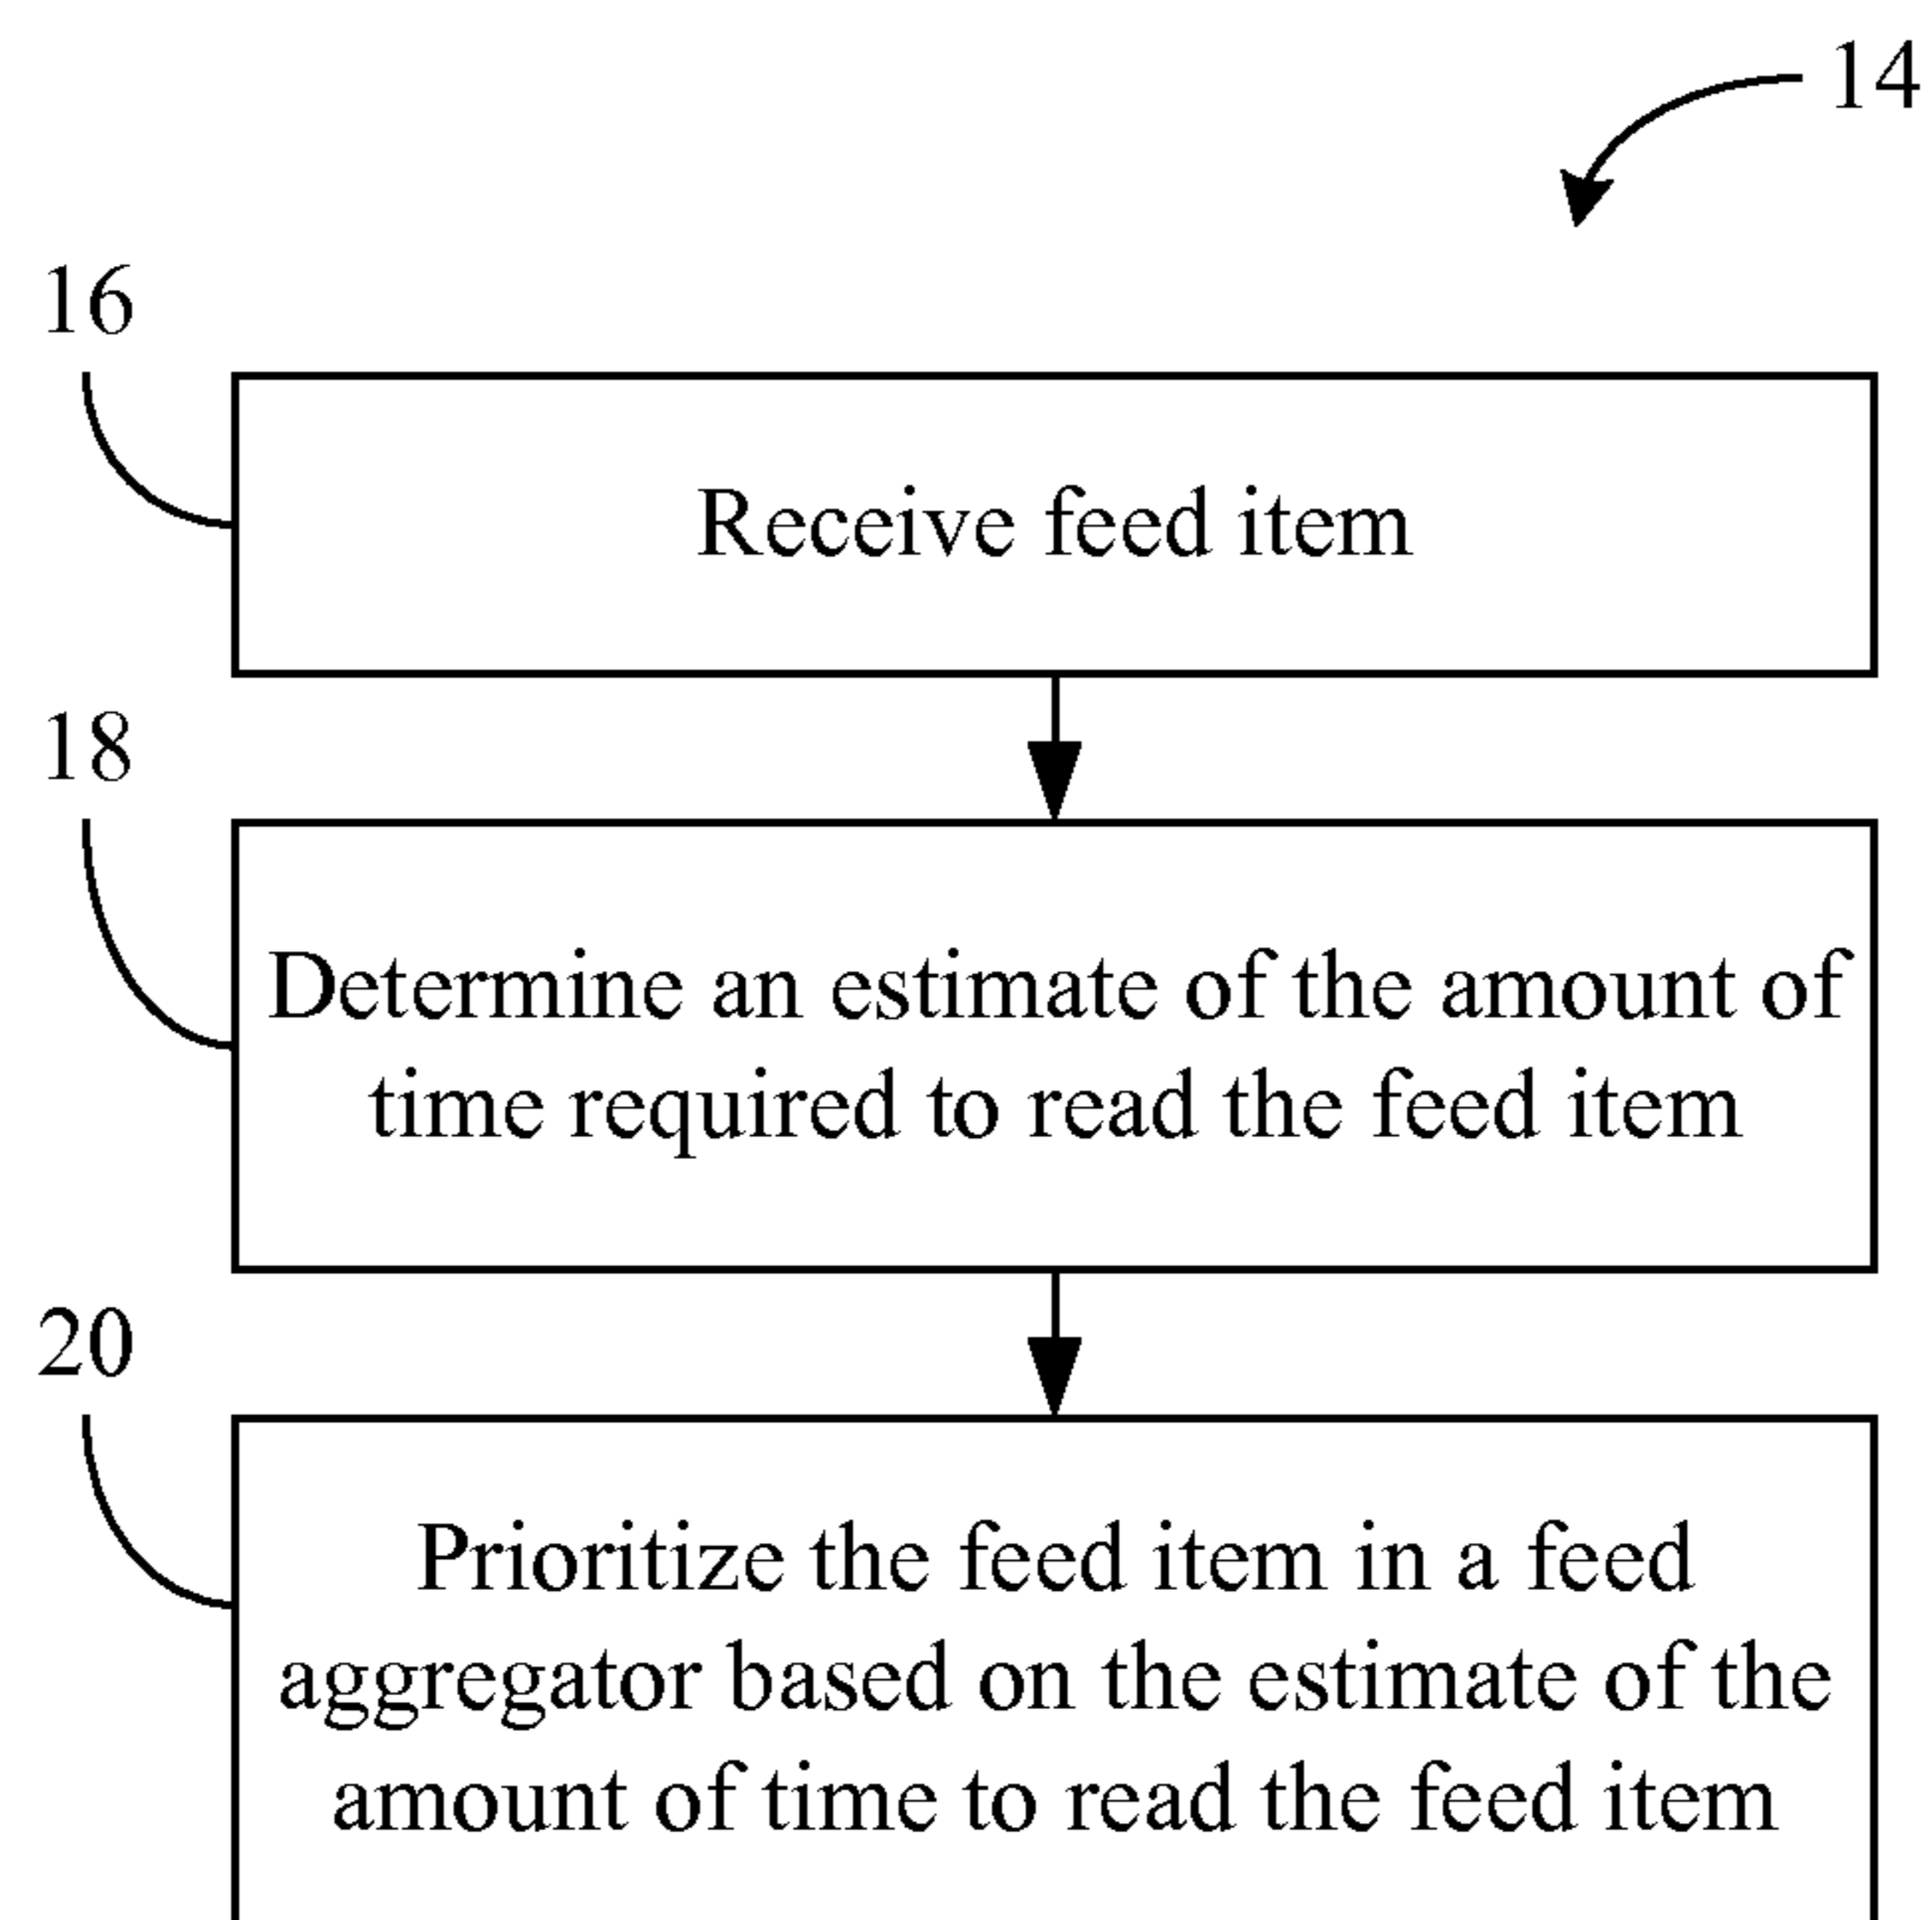 14
16
Receive feed item
18
Determine an estimate of the amount of
time required to read the feed item
20
Prioritize the feed item in a feed
aggregator based on the estimate of the
amount of time to read the feed item